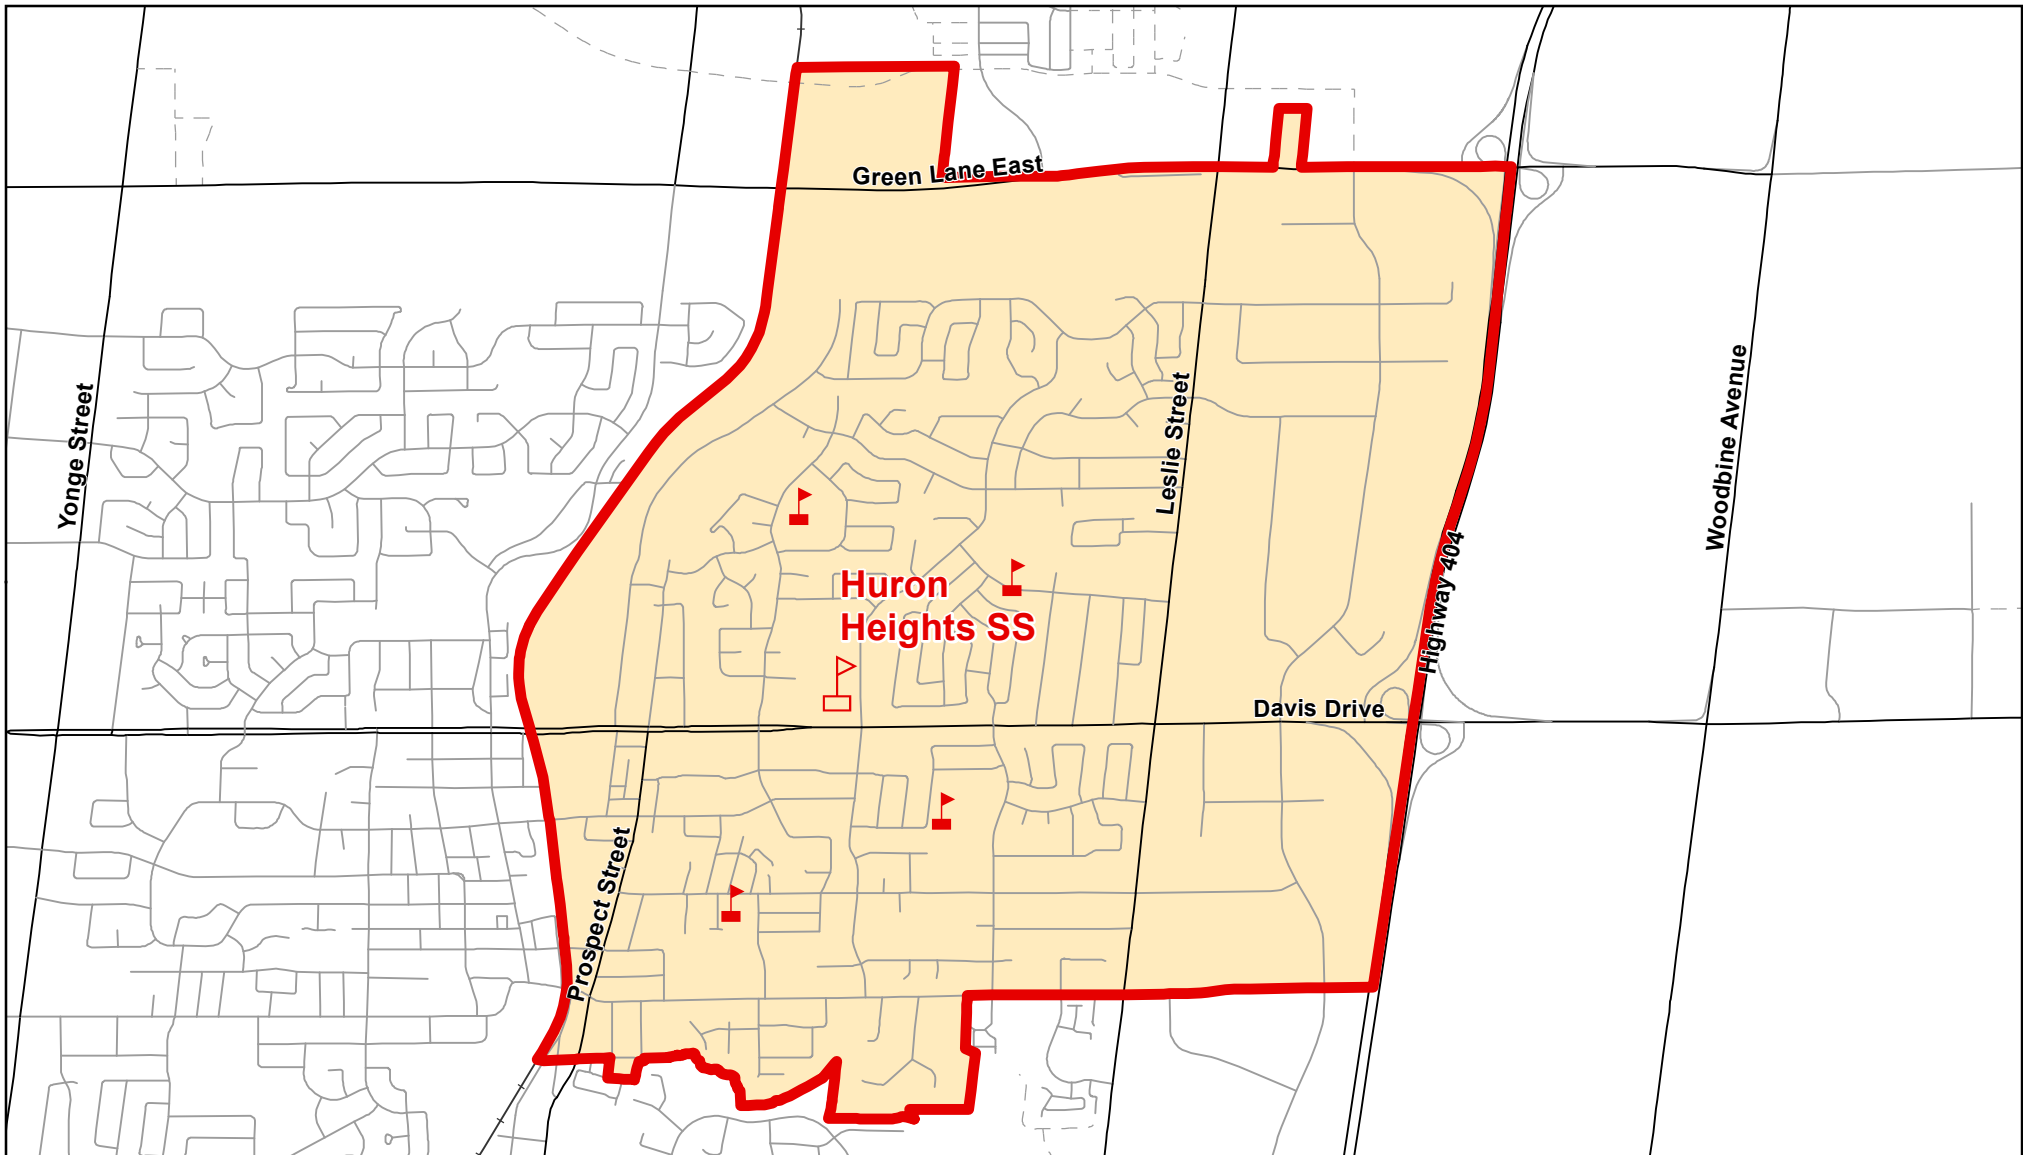 Green Lane East
Yonge Street
Leslie Street
Woodbine Avenue
Highway 404
Huron
Heights SS
Davis Drive
Prospect Street